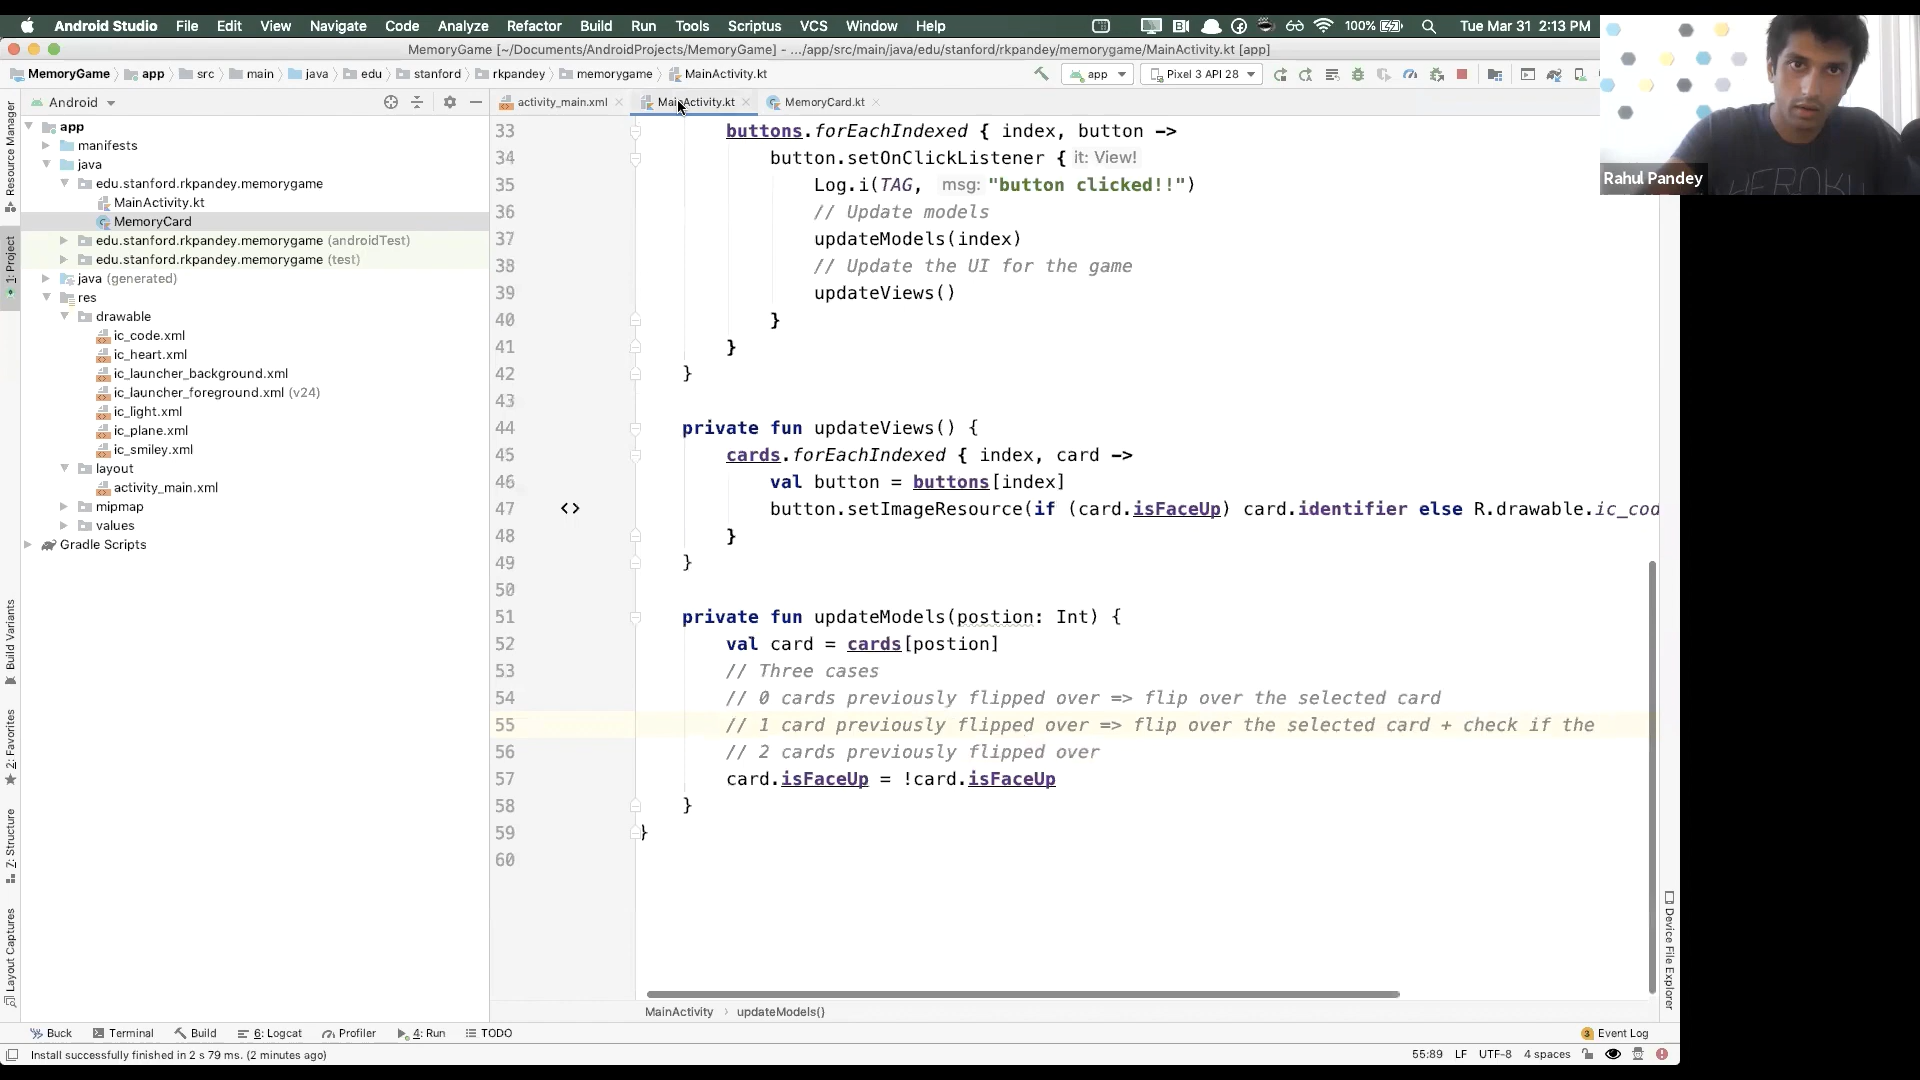 Android Studio File Edit View Navigate Code Analyze Refactor Build Run Tools Scriptus VCS Window Help 100% Tue Mar 31 2:13 PM
MemoryGame [~/Documents/AndroidProjects/MemoryGame] - .../app/src/main/java/edu/stanford/rkpandey/memorygame/MainActivity.kt [app]
MemoryGame app src main java edu stanford rkpandey memorygame MainActivity.kt app Pixel 3 API 28
Android activity_main.xml MainActivity.kt MemoryCard.kt
Rahul Pandey
Resource Manager
1: Project
Build Variants
2: Favorites
7: Structure
Layout Captures
app
manifests
java
edu.stanford.rkpandey.memorygame
MainActivity.kt
MemoryCard
edu.stanford.rkpandey.memorygame (androidTest)
edu.stanford.rkpandey.memorygame (test)
java (generated)
res
drawable
ic_code.xml
ic_heart.xml
ic_launcher_background.xml
ic_launcher_foreground.xml (v24)
ic_light.xml
ic_plane.xml
ic_smiley.xml
layout
activity_main.xml
mipmap
values
Gradle Scripts
33 buttons.forEachIndexed { index, button ->
34 button.setOnClickListener { it: View!
35 Log.i(TAG, msg: "button clicked!!")
36 // Update models
37 updateModels(index)
38 // Update the UI for the game
39 updateViews()
40 }
41 }
42 }
43
44 private fun updateViews() {
45 cards.forEachIndexed { index, card ->
46 val button = buttons[index]
47 <> button.setImageResource(if (card.isFaceUp) card.identifier else R.drawable.ic_cod
48 }
49 }
50
51 private fun updateModels(postion: Int) {
52 val card = cards[postion]
53 // Three cases
54 // 0 cards previously flipped over => flip over the selected card
55 // 1 card previously flipped over => flip over the selected card + check if the
56 // 2 cards previously flipped over
57 card.isFaceUp = !card.isFaceUp
58 }
59 }
60
Device File Explorer
MainActivity › updateModels()
Buck Terminal Build 6: Logcat Profiler 4: Run TODO 3 Event Log
Install successfully finished in 2 s 79 ms. (2 minutes ago) 55:89 LF UTF-8 4 spaces